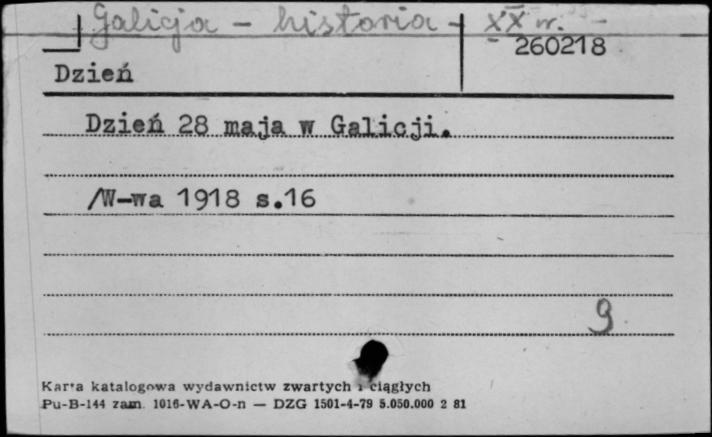 Galicja - historia - XX w. -
260218
Dzień
Dzień 28 maja w Galicji.
/W-wa 1918 s.16
9
Karta katalogowa wydawnictw zwartych i ciągłych
Pu-B-144 zam. 1016-WA-O-n — DZG 1501-4-79 5.050.000 2 81